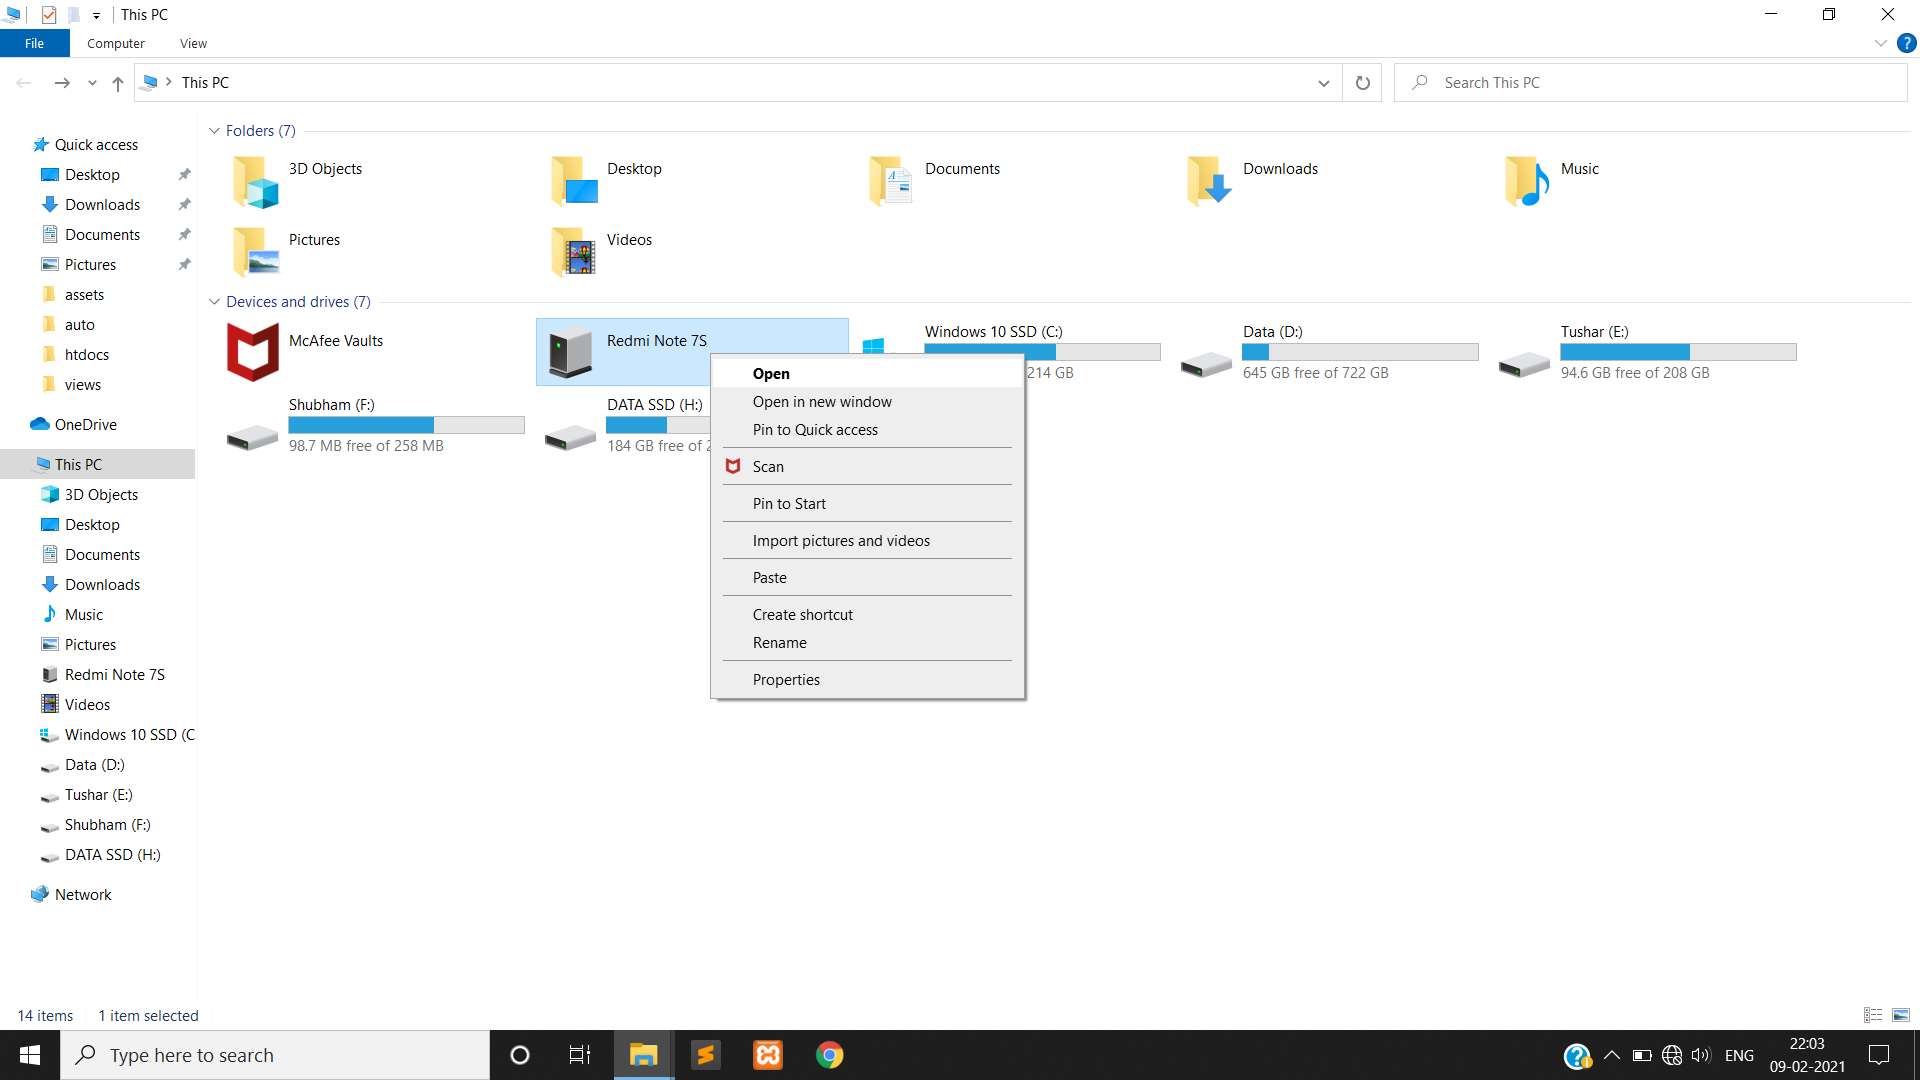 This PC
File
Computer
View
This PC
Search This PC
Quick access
Desktop
Downloads
Documents
Pictures
assets
auto
htdocs
views
OneDrive
This PC
3D Objects
Desktop
Documents
Downloads
Music
Pictures
Redmi Note 7S
Videos
Windows 10 SSD (C
Data (D:)
Tushar (E:)
Shubham (F:)
DATA SSD (H:)
Network
Folders (7)
3D Objects
Desktop
Documents
Downloads
Music
Pictures
Videos
Devices and drives (7)
McAfee Vaults
Redmi Note 7S
Windows 10 SSD (C:)
214 GB
Data (D:)
645 GB free of 722 GB
Tushar (E:)
94.6 GB free of 208 GB
Shubham (F:)
98.7 MB free of 258 MB
DATA SSD (H:)
184 GB free of 2
Open
Open in new window
Pin to Quick access
Scan
Pin to Start
Import pictures and videos
Paste
Create shortcut
Rename
Properties
14 items
1 item selected
Type here to search
ENG
22:03
09-02-2021